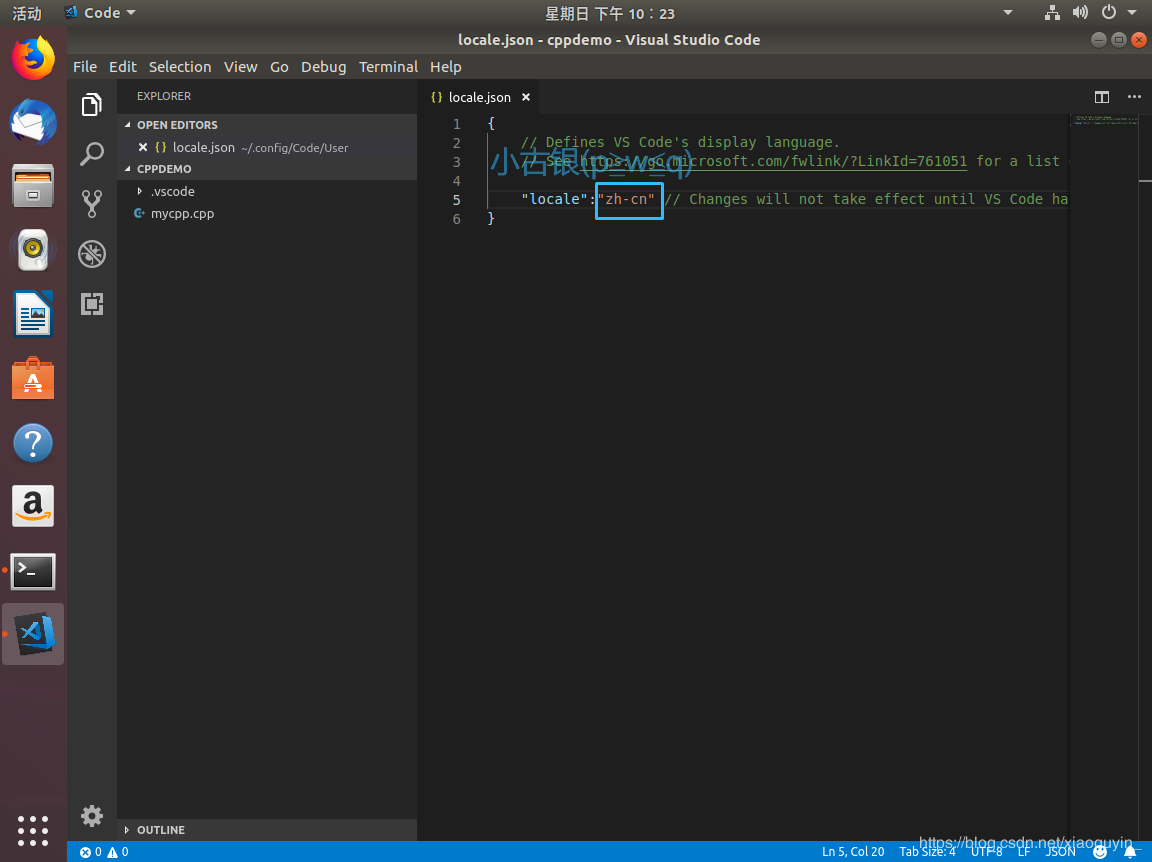 活动
Code
星期日 下午 10：23
locale.json - cppdemo - Visual Studio Code
File Edit Selection View Go Debug Terminal Help
EXPLORER
OPEN EDITORS
{} locale.json ~/.config/Code/User
CPPDEMO
.vscode
mycpp.cpp
OUTLINE
{} locale.json
1 {
2 // Defines VS Code's display language.
3 // See https://go.microsoft.com/fwlink/?LinkId=761051 for a list
4
5 "locale":"zh-cn" // Changes will not take effect until VS Code ha
6 }
小古银(p≥w≤q)
0 0
Ln 5, Col 20 Tab Size: 4 UTF-8 LF JSON
https://blog.csdn.net/xiaoguyin_